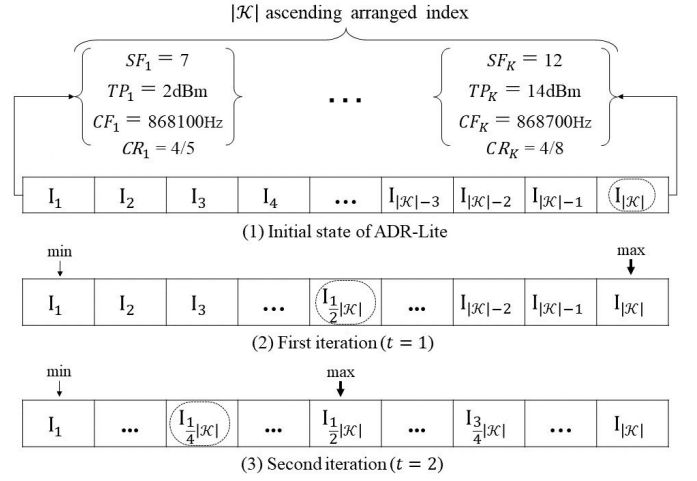 |𝒦| ascending arranged index
SF₁ = 7
TP₁ = 2dBm
CF₁ = 868100Hz
CR₁ = 4/5
...
SF_K = 12
TP_K = 14dBm
CF_K = 868700Hz
CR_K = 4/8
I₁ I₂ I₃ I₄ ... I_{|𝒦|−3} I_{|𝒦|−2} I_{|𝒦|−1} I_{|𝒦|}
(1) Initial state of ADR-Lite
min max
I₁ I₂ I₃ ... I_{½|𝒦|} ... I_{|𝒦|−2} I_{|𝒦|−1} I_{|𝒦|}
(2) First iteration (t = 1)
min max
I₁ ... I_{¼|𝒦|} ... I_{½|𝒦|} ... I_{¾|𝒦|} ... I_{|𝒦|}
(3) Second iteration (t = 2)